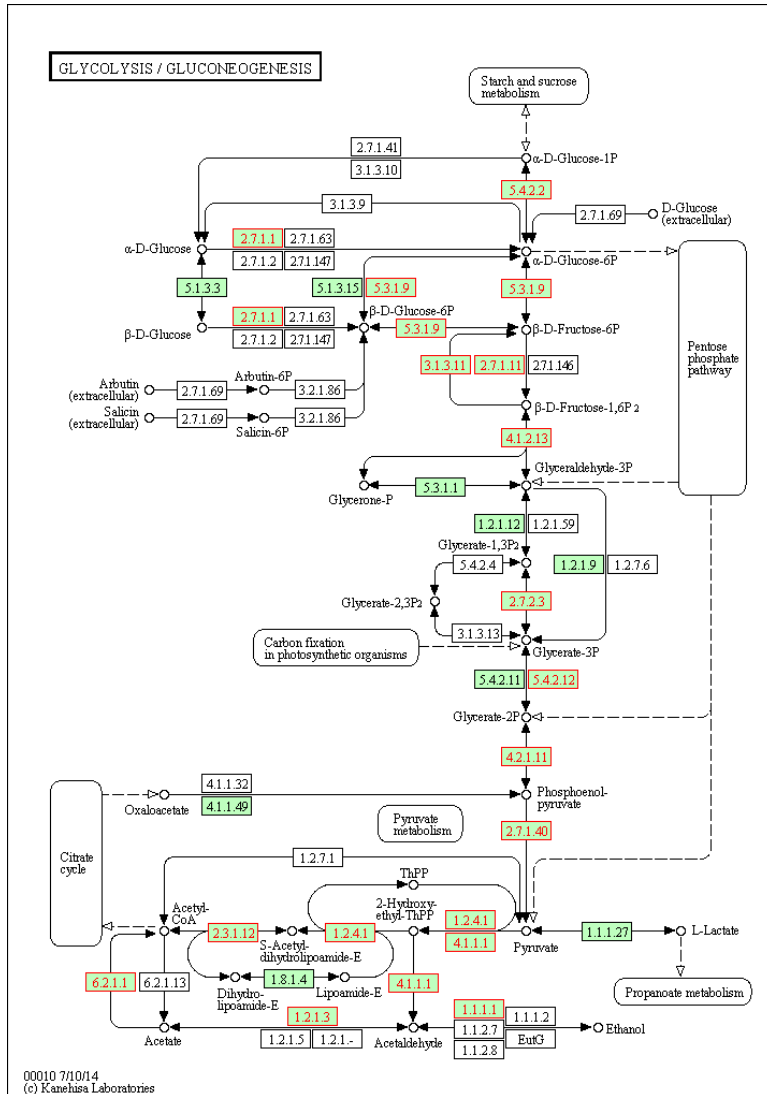 GLYCOLYSIS / GLUCONEOGENESIS
Starch and sucrose
metabolism
2.7.1.41
3.1.3.10
α-D-Glucose-1P
5.4.2.2
3.1.3.9
2.7.1.69
D-Glucose
(extracellular)
α-D-Glucose
2.7.1.1
2.7.1.63
2.7.1.2
2.7.1.147
α-D-Glucose-6P
5.1.3.3
5.1.3.15
5.3.1.9
5.3.1.9
β-D-Glucose
2.7.1.1
2.7.1.63
2.7.1.2
2.7.1.147
β-D-Glucose-6P
5.3.1.9
β-D-Fructose-6P
Pentose
phosphate
pathway
3.1.3.11
2.7.1.11
2.7.1.146
Arbutin
(extracellular)
2.7.1.69
Arbutin-6P
3.2.1.86
Salicin
(extracellular)
2.7.1.69
Salicin-6P
3.2.1.86
β-D-Fructose-1,6P2
4.1.2.13
Glyceraldehyde-3P
Glycerone-P
5.3.1.1
1.2.1.12
1.2.1.59
Glycerate-1,3P2
5.4.2.4
1.2.1.9
1.2.7.6
Glycerate-2,3P2
2.7.2.3
3.1.3.13
Carbon fixation
in photosynthetic organisms
Glycerate-3P
5.4.2.11
5.4.2.12
Glycerate-2P
4.2.1.11
Oxaloacetate
4.1.1.32
4.1.1.49
Phosphoenol-
pyruvate
Pyruvate
metabolism
2.7.1.40
Citrate
cycle
1.2.7.1
ThPP
Acetyl-
CoA
2-Hydroxy-
ethyl-ThPP
2.3.1.12
S-Acetyl-
dihydrolipoamide-E
1.2.4.1
1.2.4.1
4.1.1.1
Pyruvate
1.1.1.27
L-Lactate
6.2.1.1
6.2.1.13
Dihydro-
lipoamide-E
1.8.1.4
Lipoamide-E
4.1.1.1
Propanoate metabolism
Acetate
1.2.1.3
1.2.1.5
1.2.1.-
Acetaldehyde
1.1.1.1
1.1.1.2
1.1.2.7
EutG
1.1.2.8
Ethanol
00010 7/10/14
(c) Kanehisa Laboratories